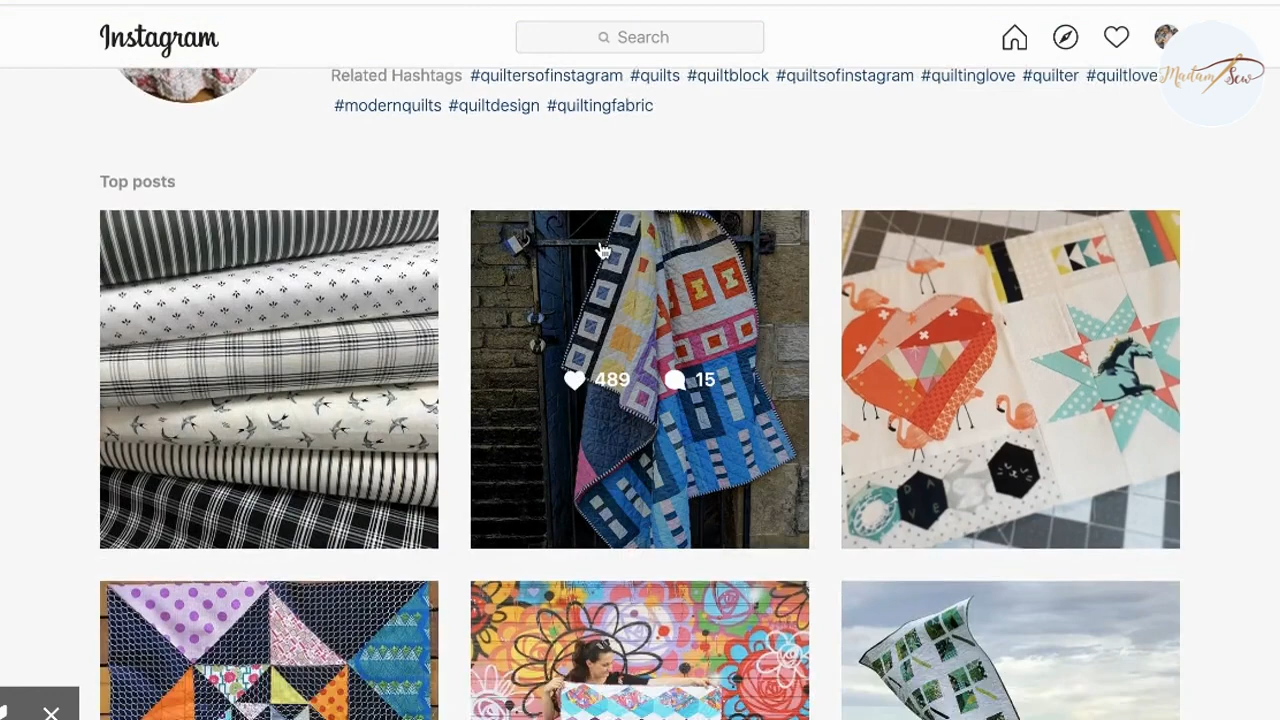 Instagram
Search
Madam Sew
Related Hashtags #quiltersofinstagram #quilts #quiltblock #quiltsofinstagram #quiltinglove #quilter #quiltlove
#modernquilts #quiltdesign #quiltingfabric
Top posts
489 15
DAVE